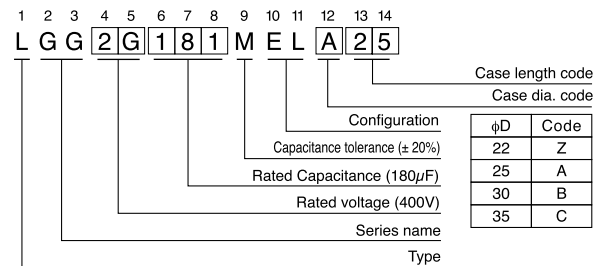 1 2 3 4 5 6 7 8 9 10 11 12 13 14
L G G 2 G 1 8 1 M E L A 2 5
Case length code
Case dia. code
Configuration
Capacitance tolerance (± 20%)
Rated Capacitance (180µF)
Rated voltage (400V)
Series name
Type
ϕD Code
22 Z
25 A
30 B
35 C